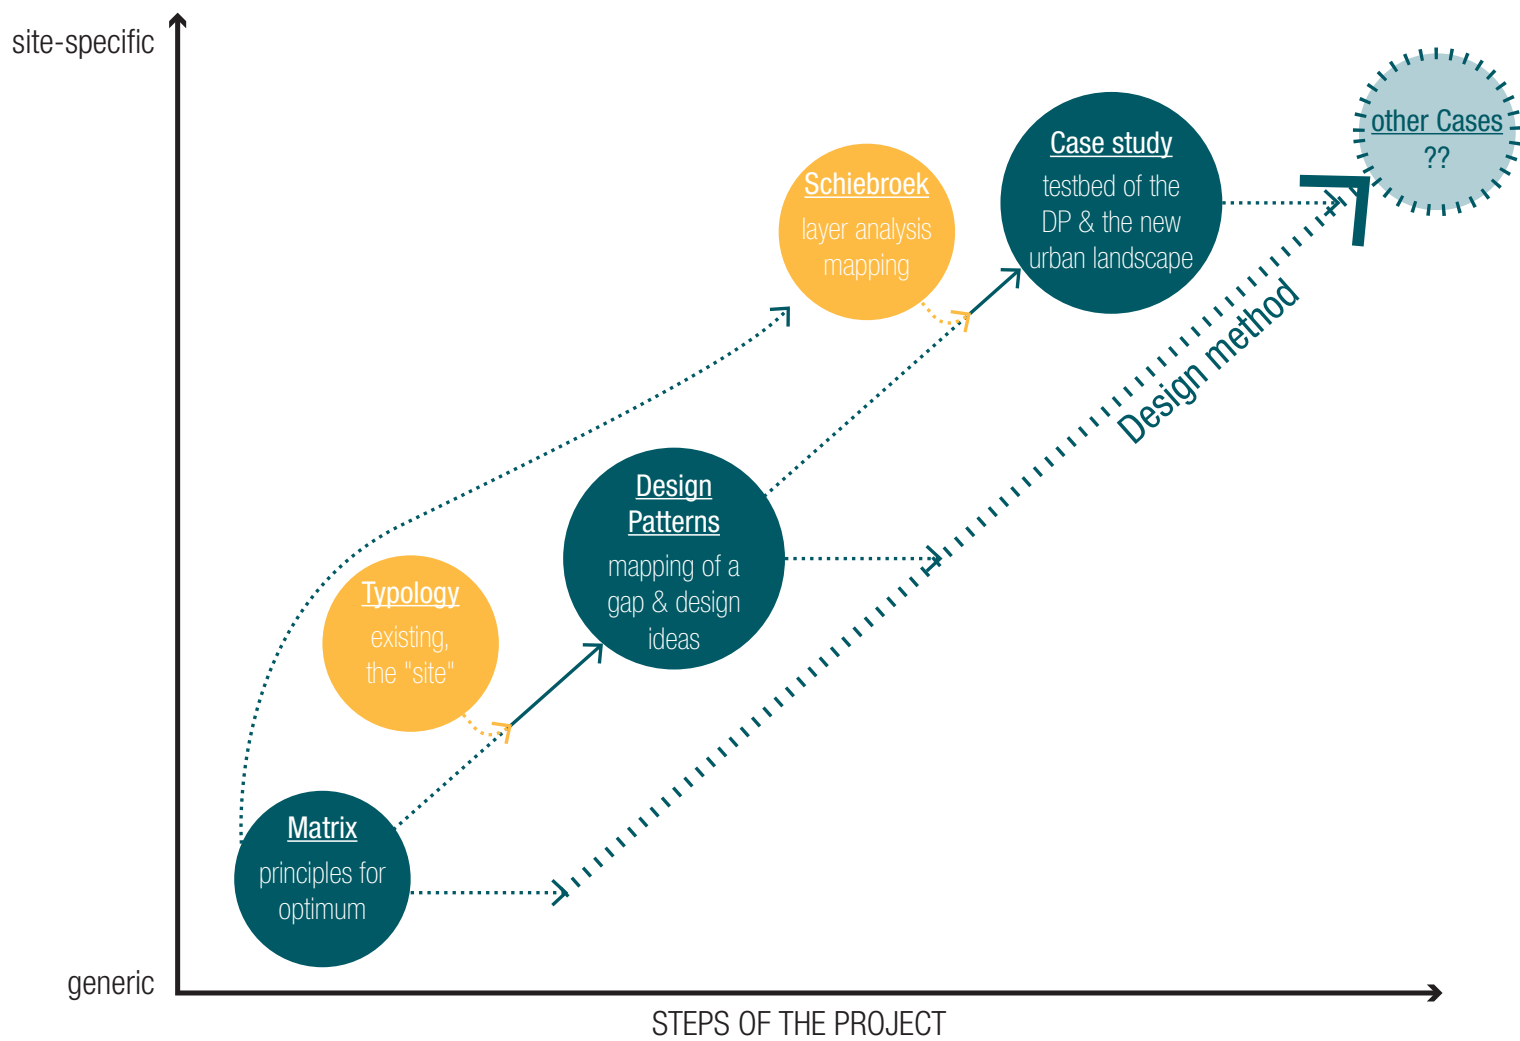 site-specific
other Cases
??
Case study
testbed of the
DP & the new
urban landscape
Schiebroek
layer analysis
mapping
Design method
Design
Patterns
mapping of a
gap & design
ideas
Typology
existing,
the "site"
Matrix
principles for
optimum
generic
STEPS OF THE PROJECT